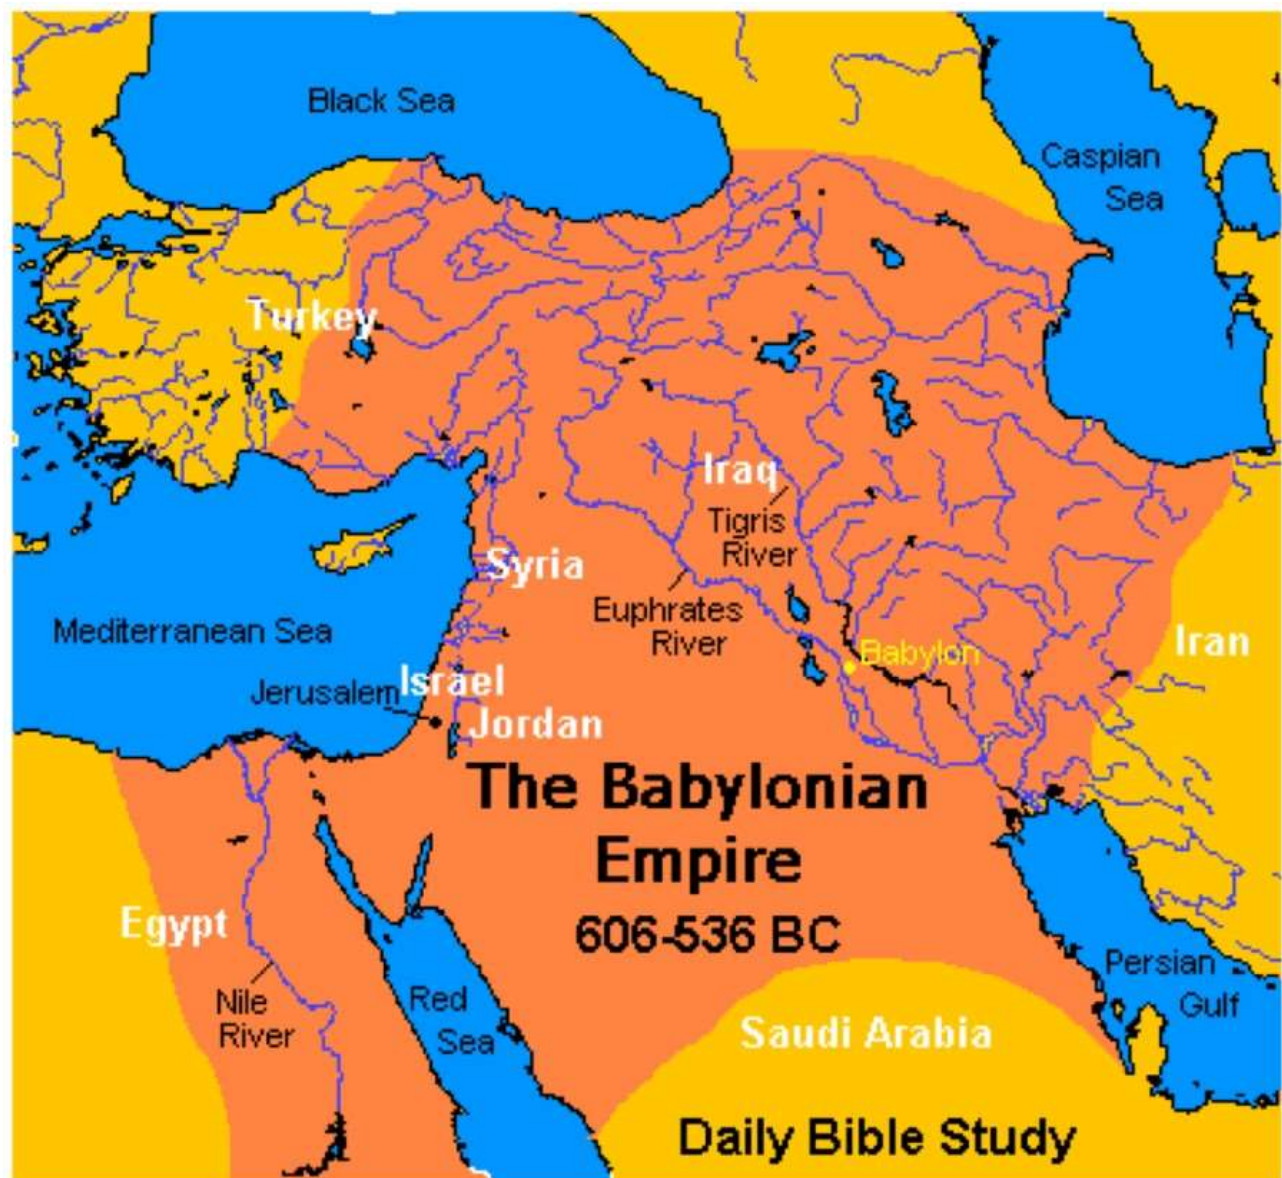 Black Sea
Caspian
Sea
Turkey
Iraq
Tigris
River
Syria
Euphrates
River
Mediterranean Sea
Babylon
Iran
Israel
Jerusalem
Jordan
The Babylonian
Empire
606-536 BC
Egypt
Nile
River
Red
Sea
Persian
Gulf
Saudi Arabia
Daily Bible Study